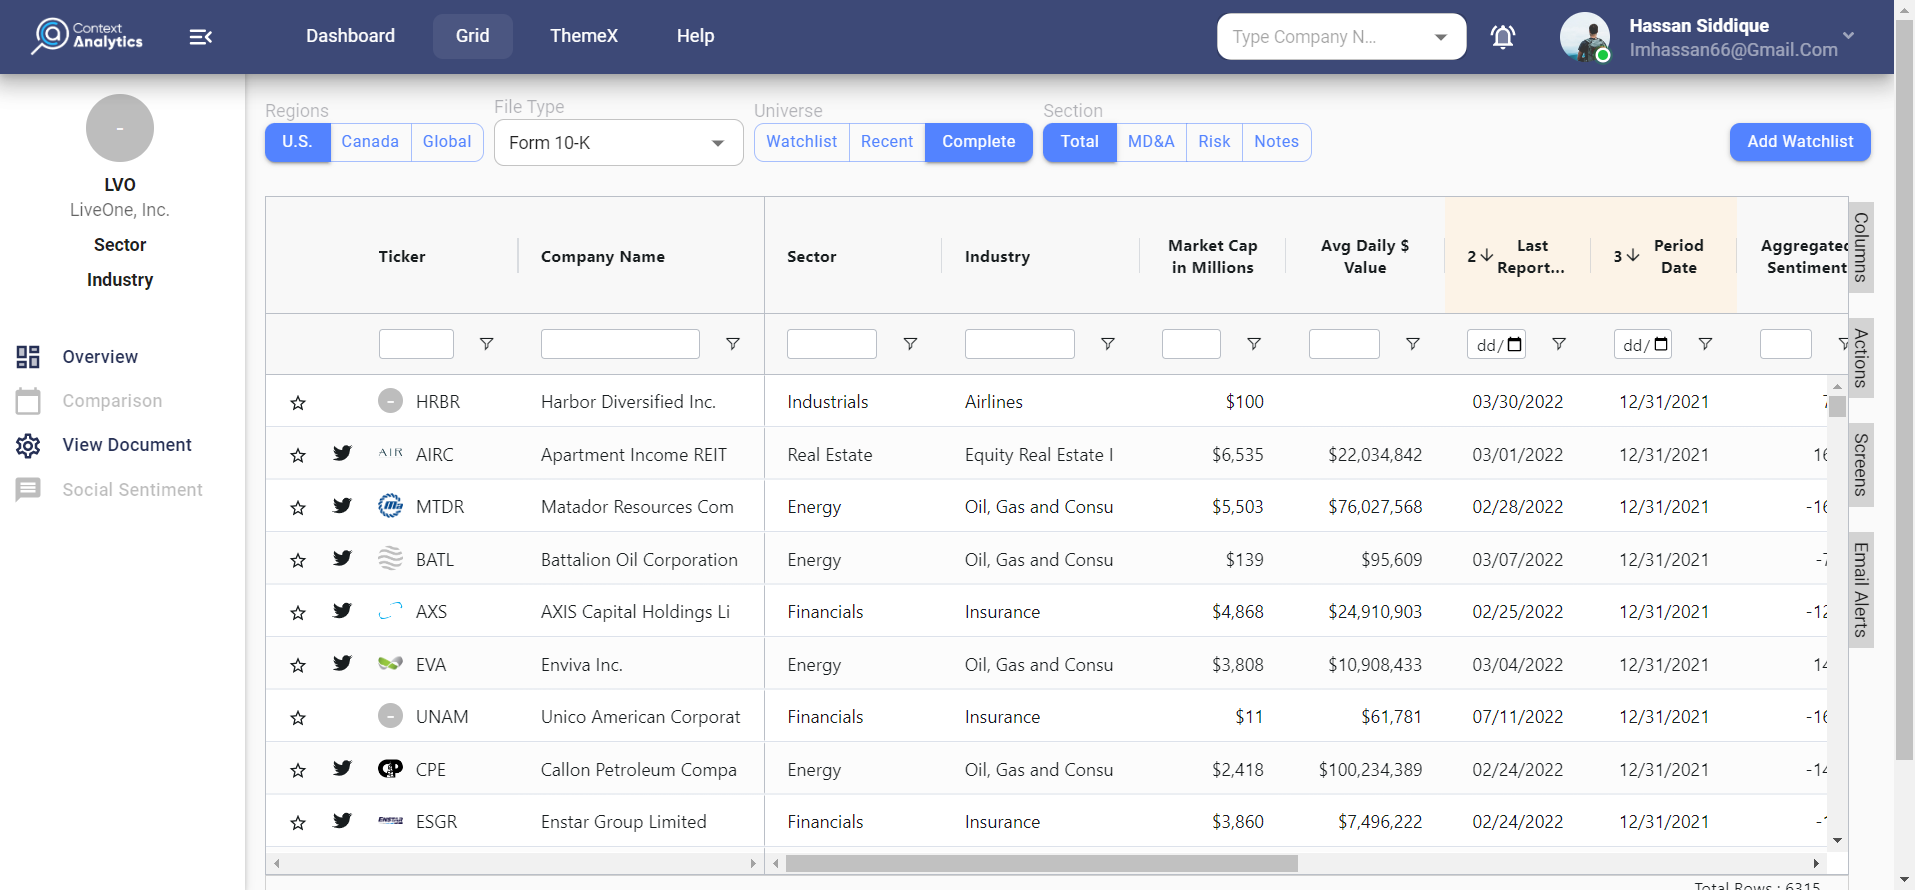 Context
Analytics
Dashboard
Grid
ThemeX
Help
Type Company N...
Hassan Siddique
Imhassan66@Gmail.Com
-
LVO
LiveOne, Inc.
Sector
Industry
Overview
Comparison
View Document
Social Sentiment
Regions
U.S. Canada Global
File Type
Form 10-K
Universe
Watchlist Recent Complete
Section
Total MD&A Risk Notes
Add Watchlist
Ticker
Company Name
Sector
Industry
Market Cap
in Millions
Avg Daily $
Value
2 Last
Report...
3 Period
Date
Aggregated
Sentiment
dd/
dd/
- HRBR Harbor Diversified Inc. Industrials Airlines $100 03/30/2022 12/31/2021 7
AIR AIRC Apartment Income REIT Real Estate Equity Real Estate I $6,535 $22,034,842 03/01/2022 12/31/2021 16
MTDR Matador Resources Com Energy Oil, Gas and Consu $5,503 $76,027,568 02/28/2022 12/31/2021 -16
BATL Battalion Oil Corporation Energy Oil, Gas and Consu $139 $95,609 03/07/2022 12/31/2021 -7
AXS AXIS Capital Holdings Li Financials Insurance $4,868 $24,910,903 02/25/2022 12/31/2021 -12
EVA Enviva Inc. Energy Oil, Gas and Consu $3,808 $10,908,433 03/04/2022 12/31/2021 14
- UNAM Unico American Corporat Financials Insurance $11 $61,781 07/11/2022 12/31/2021 -16
CPE Callon Petroleum Compa Energy Oil, Gas and Consu $2,418 $100,234,389 02/24/2022 12/31/2021 -14
ENSTAR ESGR Enstar Group Limited Financials Insurance $3,860 $7,496,222 02/24/2022 12/31/2021 -1
Columns
Actions
Screens
Email Alerts
Total Rows : 6315